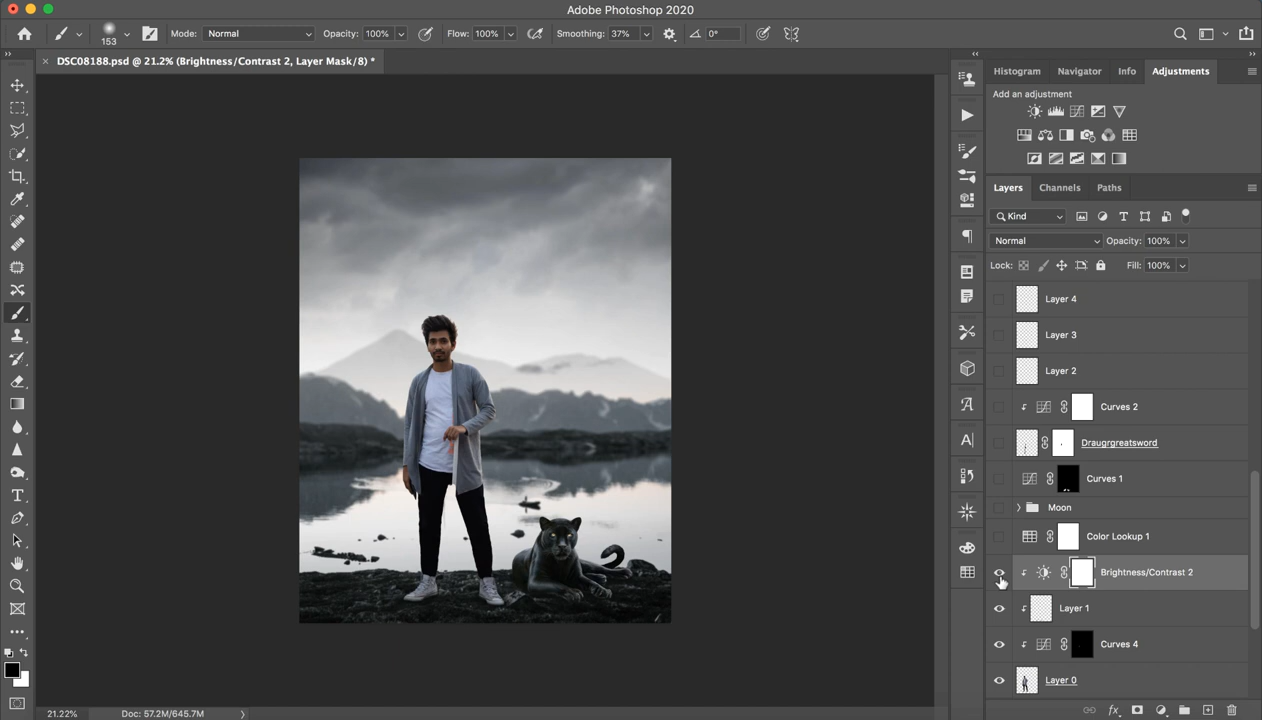 Adobe Photoshop 2020
153 Mode: Normal Opacity: 100% Flow: 100% Smoothing: 37% 0°
DSC08188.psd @ 21.2% (Brightness/Contrast 2, Layer Mask/8) *
Histogram Navigator Info Adjustments
Add an adjustment
Layers Channels Paths
Kind
Normal Opacity: 100%
Lock: Fill: 100%
Layer 4
Layer 3
Layer 2
Curves 2
Draugrgreatsword
Curves 1
Moon
Color Lookup 1
Brightness/Contrast 2
Layer 1
Curves 4
Layer 0
21.22% Doc: 57.2M/645.7M